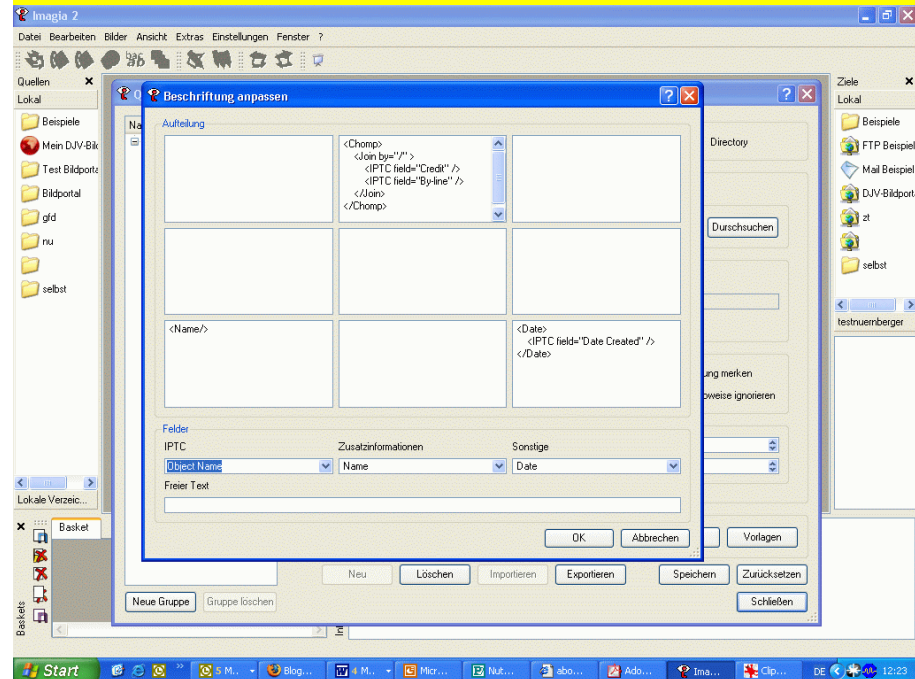 Imagia 2
Datei Bearbeiten Bilder Ansicht Extras Einstellungen Fenster ?
Quellen
Lokal
Beispiele
Mein DJV-Bil
Test Bildporta
Bildportal
gfd
nu
selbst
Lokale Verzeic...
Q
Na
Beschriftung anpassen
Aufteilung
<Chomp>
<Join by="/" >
<IPTC field="Credit" />
<IPTC field="By-line" />
</Join>
</Chomp>
<Name/>
<Date>
<IPTC field="Date Created" />
</Date>
Felder
IPTC Zusatzinformationen Sonstige
Object Name Name Date
Freier Text
OK Abbrechen
Directory
Durschsuchen
ung merken
oweise ignorieren
Vorlagen
Neu Löschen Importieren Exportieren Speichern Zurücksetzen
Neue Gruppe Gruppe löschen Schließen
Ziele
Lokal
Beispiele
FTP Beispiel
Mail Beispiel
DJV-Bildport
zt
selbst
testnuernberger
Basket
Baskets
Start 5 M... Blog... 4 M... Micr... Nut... abo... Ado... Ima... Clip... DE 12:23